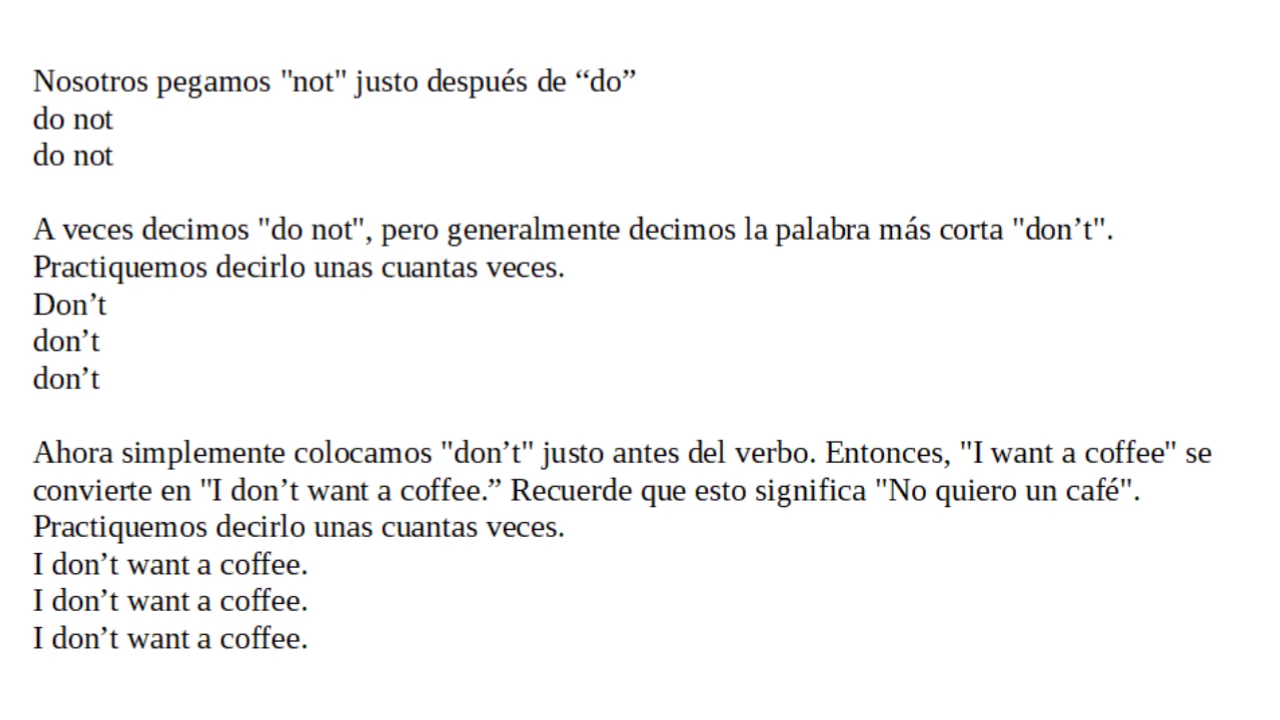 Nosotros pegamos "not" justo después de “do”
do not
do not
A veces decimos "do not", pero generalmente decimos la palabra más corta "don’t".
Practiquemos decirlo unas cuantas veces.
Don’t
don’t
don’t
Ahora simplemente colocamos "don’t" justo antes del verbo. Entonces, "I want a coffee" se
convierte en "I don’t want a coffee.” Recuerde que esto significa "No quiero un café".
Practiquemos decirlo unas cuantas veces.
I don’t want a coffee.
I don’t want a coffee.
I don’t want a coffee.